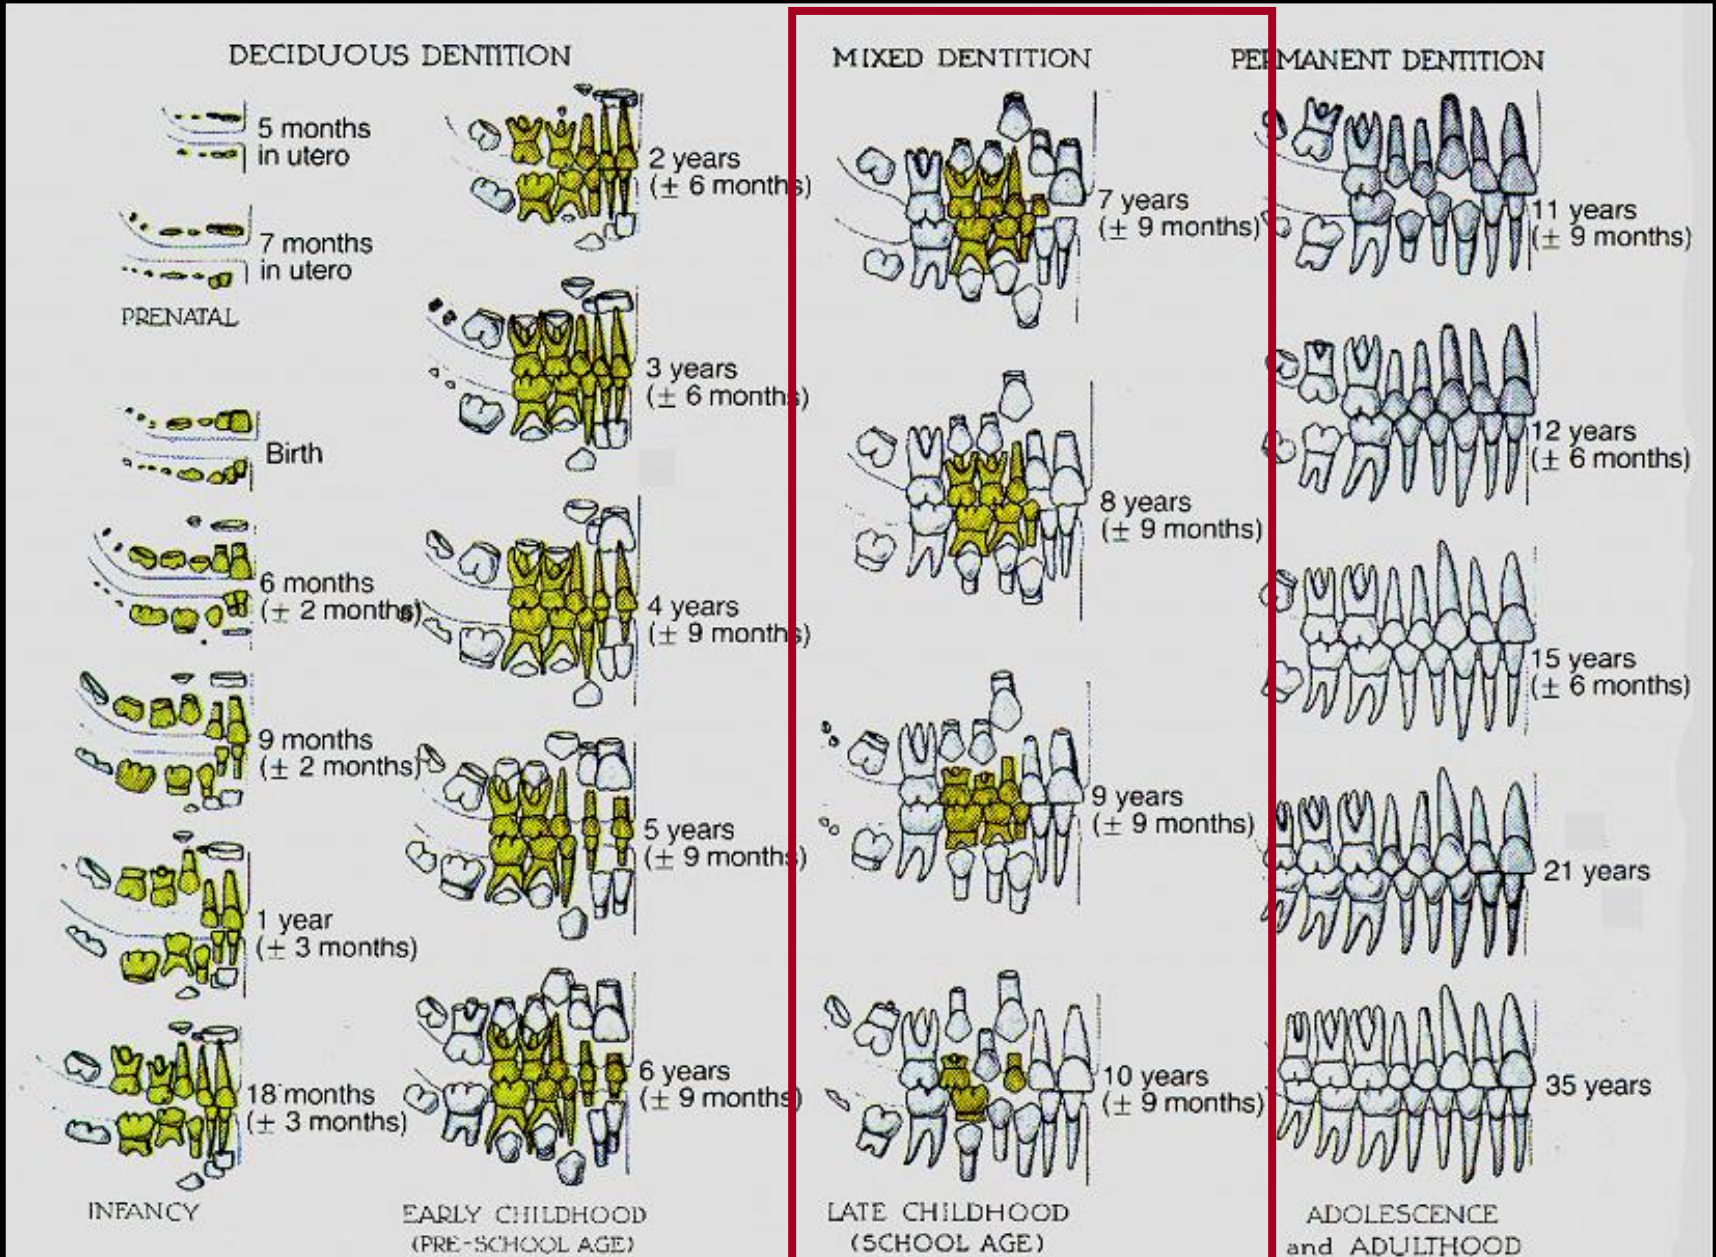 DECIDUOUS DENTITION
5 months
in utero
7 months
in utero
PRENATAL
Birth
6 months
(± 2 months)
9 months
(± 2 months)
1 year
(± 3 months)
18 months
(± 3 months)
INFANCY
2 years
(± 6 months)
3 years
(± 6 months)
4 years
(± 9 months)
5 years
(± 9 months)
6 years
(± 9 months)
EARLY CHILDHOOD
(PRE-SCHOOL AGE)
MIXED DENTITION
7 years
(± 9 months)
8 years
(± 9 months)
9 years
(± 9 months)
10 years
(± 9 months)
LATE CHILDHOOD
(SCHOOL AGE)
PERMANENT DENTITION
11 years
(± 9 months)
12 years
(± 6 months)
15 years
(± 6 months)
21 years
35 years
ADOLESCENCE
and ADULTHOOD